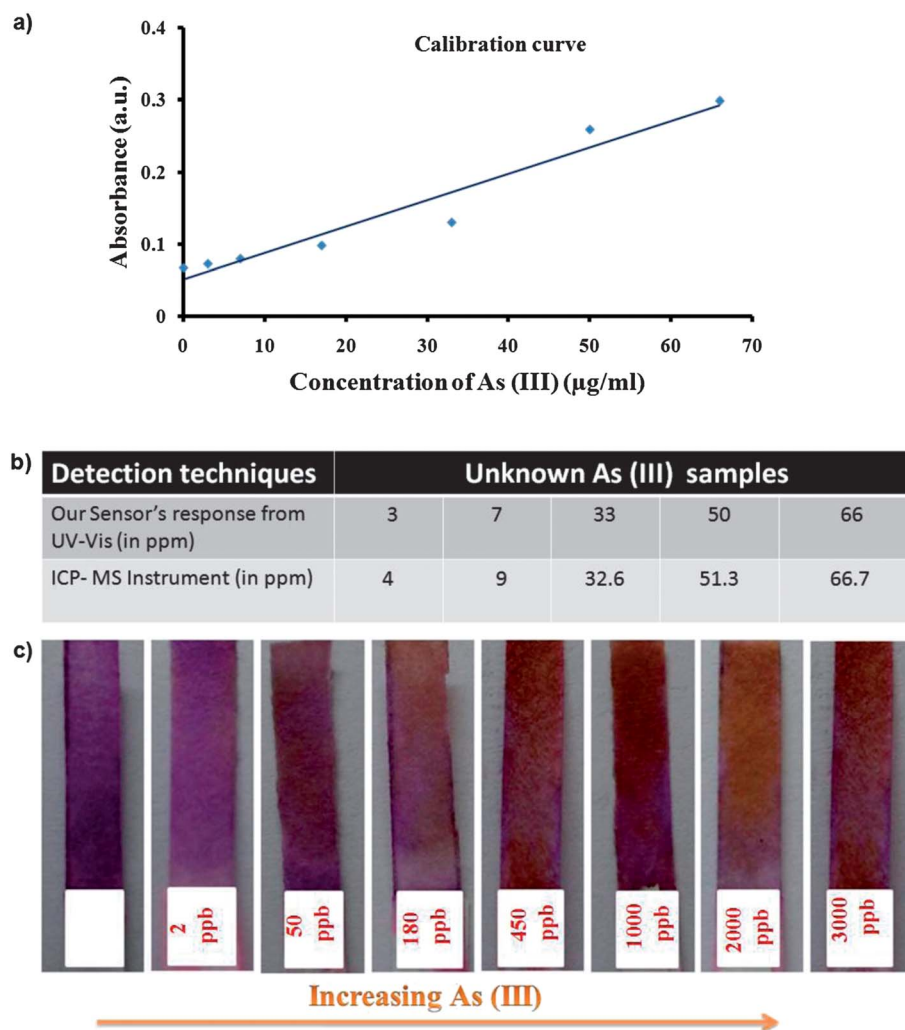 a)
Calibration curve
Absorbance (a.u.)
0.4
0.3
0.2
0.1
0
0 10 20 30 40 50 60 70
Concentration of As (III) (µg/ml)
b)
Detection techniques Unknown As (III) samples
Our Sensor's response from
UV-Vis (in ppm)
3 7 33 50 66
ICP- MS Instrument (in ppm) 4 9 32.6 51.3 66.7
c)
2
ppb
50
ppb
180
ppb
450
ppb
1000
ppb
2000
ppb
3000
ppb
Increasing As (III)